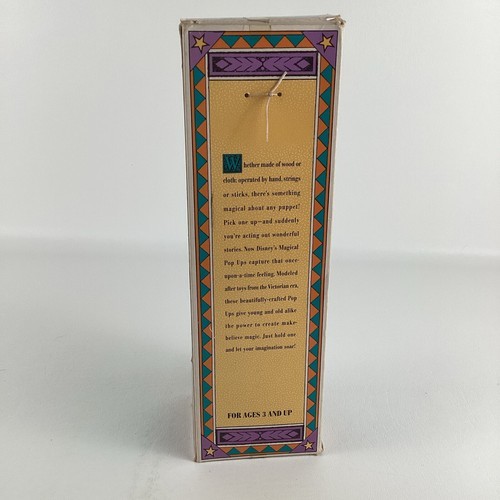 Whether made of wood or
cloth; operated by hand, strings
or sticks, there's something
magical about any puppet!
Pick one up—and suddenly
you're acting out wonderful
stories. Now Disney's Magical
Pop Ups capture that once-
upon-a-time feeling. Modeled
after toys from the Victorian era,
these beautifully-crafted Pop
Ups give young and old alike
the power to create make-
believe magic. Just hold one
and let your imagination soar!
FOR AGES 3 AND UP